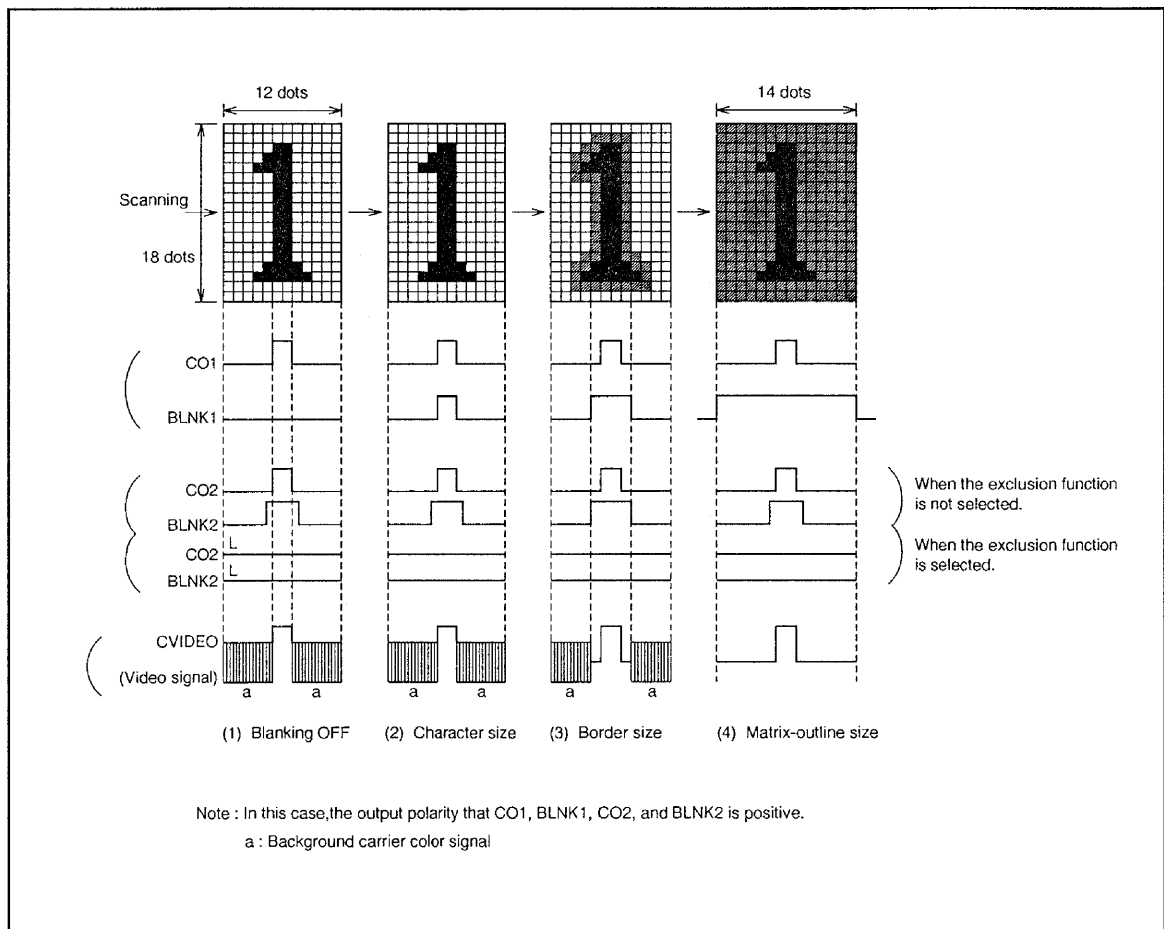 12 dots
14 dots
Scanning
18 dots
CO1
BLNK1
CO2
BLNK2
When the exclusion function
is not selected.
L
CO2
L
BLNK2
When the exclusion function
is selected.
CVIDEO
(Video signal)
a a a a a a
(1) Blanking OFF (2) Character size (3) Border size (4) Matrix-outline size
Note : In this case,the output polarity that CO1, BLNK1, CO2, and BLNK2 is positive.
a : Background carrier color signal